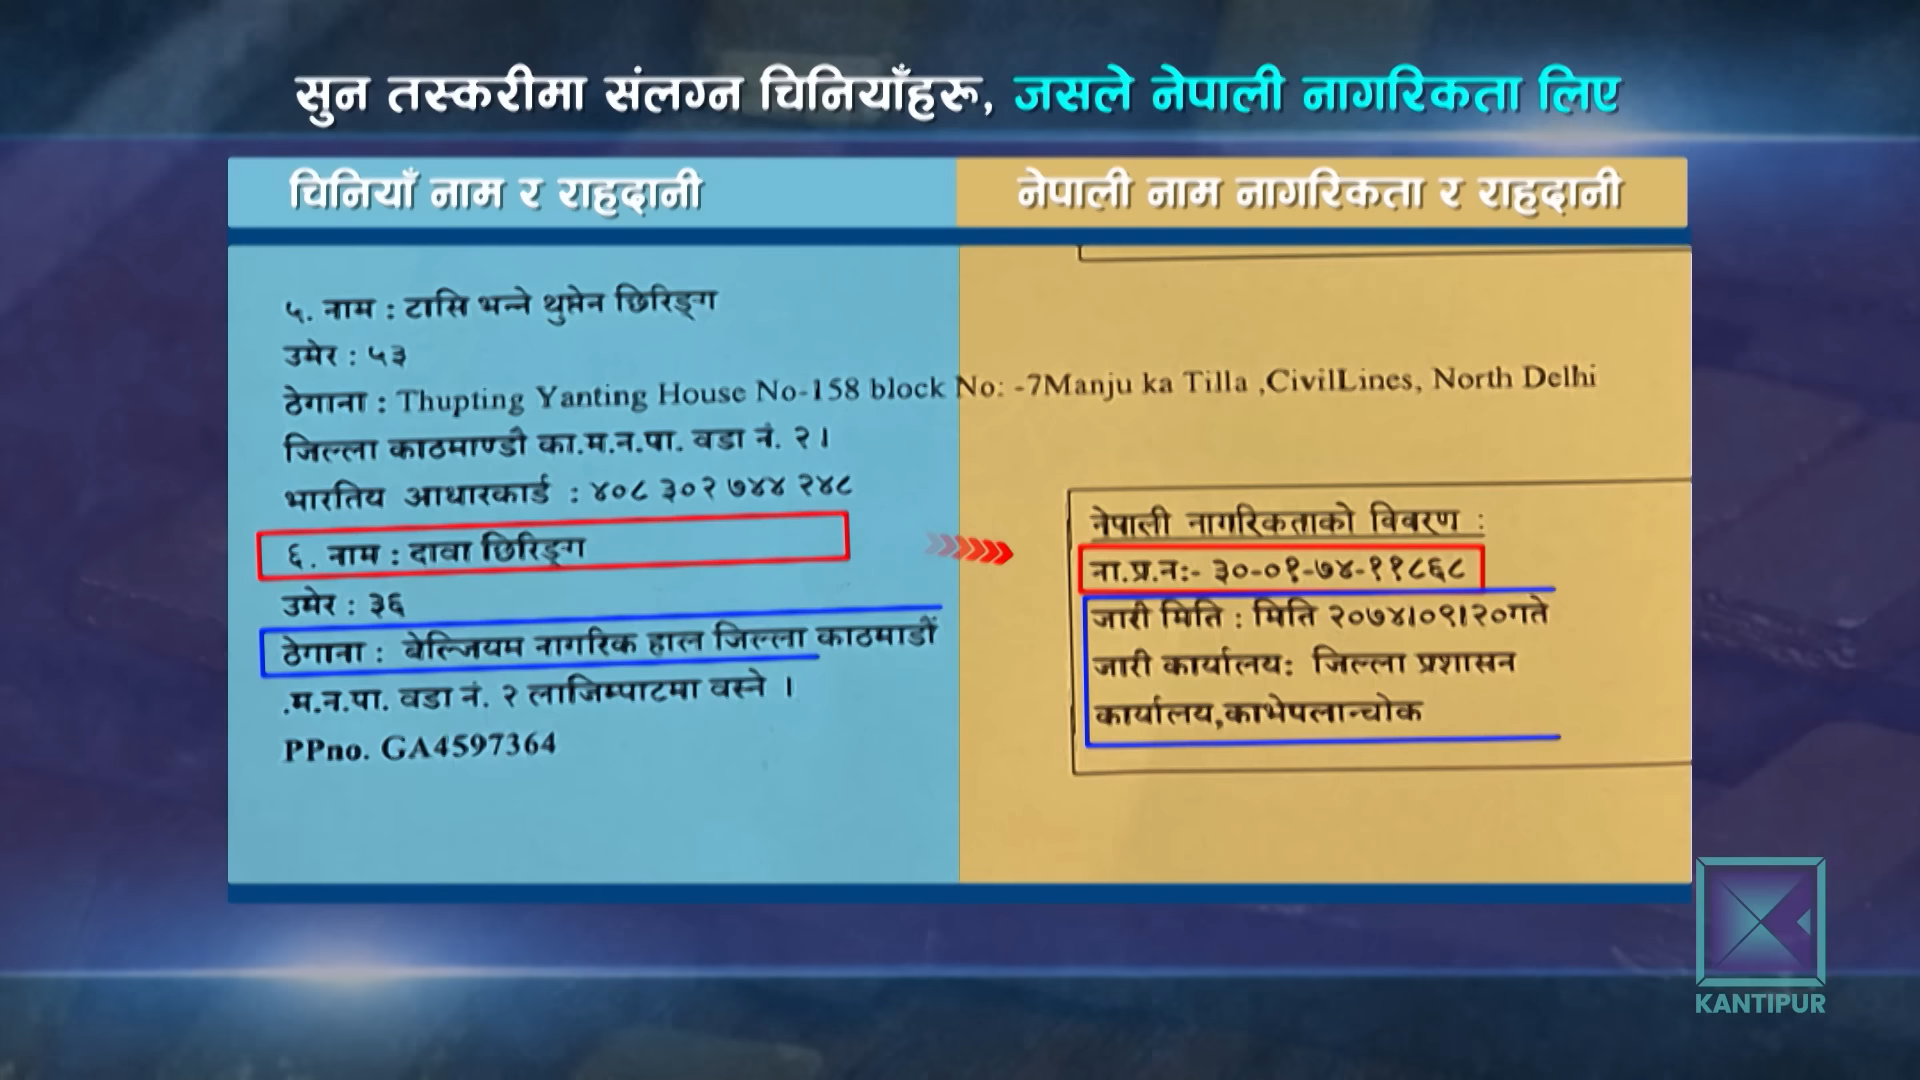 सुन तस्करीमा संलग्न चिनियाँहरू, जसले नेपाली नागरिकता लिए
चिनियाँ नाम र राहदानी
नेपाली नाम नागरिकता र राहदानी
५. नाम : टासि भन्ने थुप्तेन छिरिङ्ग
उमेर : ५३
ठेगाना : Thupting Yanting House No-158 block No: -7Manju ka Tilla ,CivilLines, North Delhi
जिल्ला काठमाण्डौ का.म.न.पा. वडा नं. २ ।
भारतिय आधारकार्ड : ४०८ ३०२ ७४४ २४८
६. नाम : दावा छिरिङ्ग
उमेर : ३६
ठेगाना : बेल्जियम नागरिक हाल जिल्ला काठमाडौं
.म.न.पा. वडा नं. २ लाजिम्पाटमा वस्ने ।
PPno. GA4597364
नेपाली नागरिकताको विवरण :
ना.प्र.न:- ३०-०१-७४-११८६८
जारी मिति : मिति २०७४।०९।२०गते
जारी कार्यालय: जिल्ला प्रशासन
कार्यालय,काभेपलान्चोक
KANTIPUR